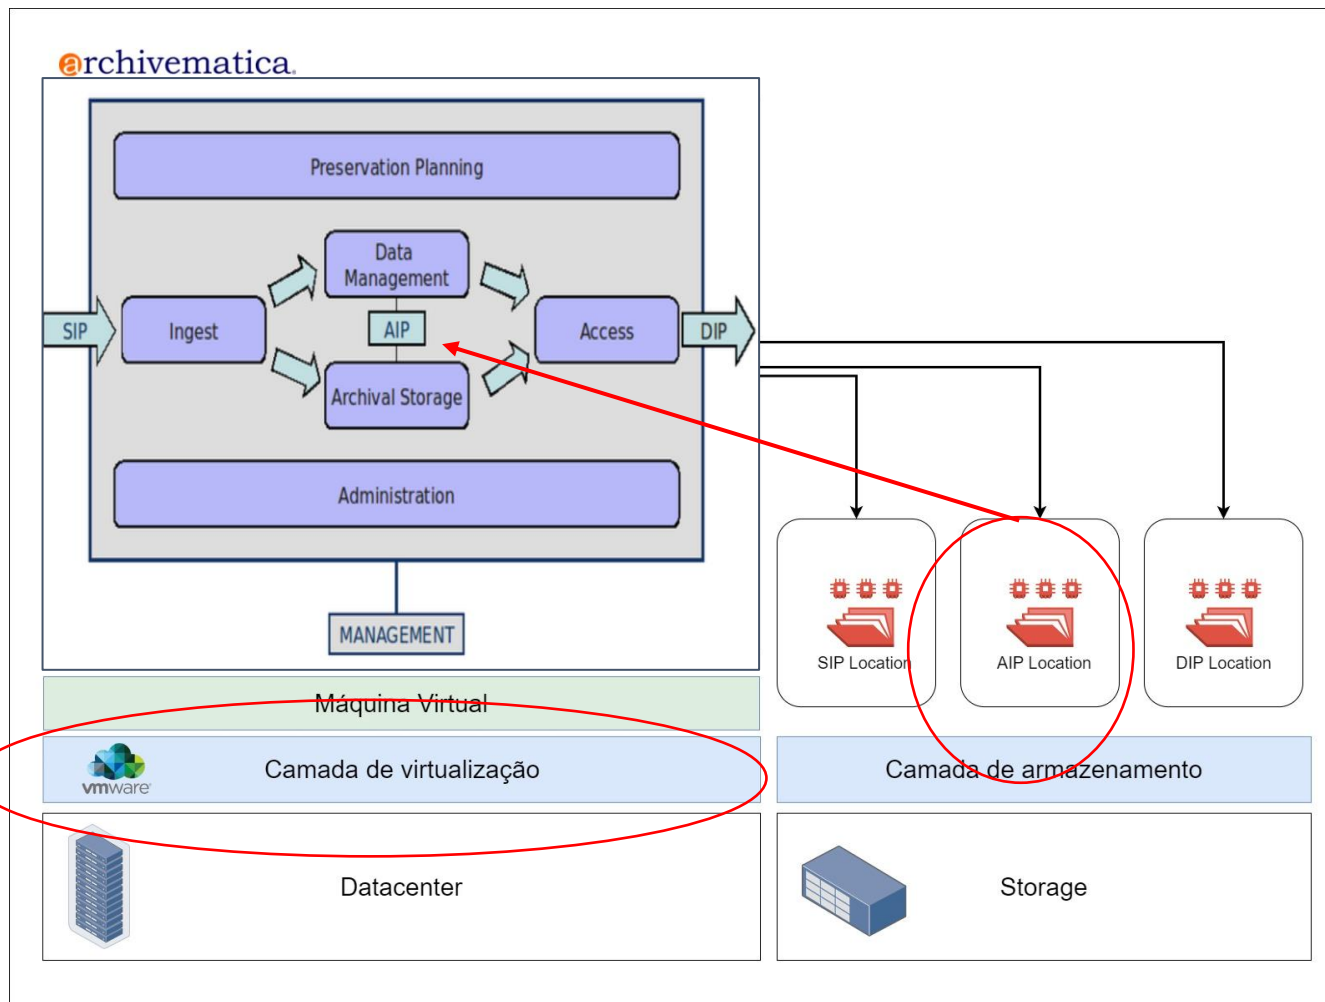 archivematica.
Preservation Planning
Data
Management
SIP
Ingest
AIP
Access
DIP
Archival Storage
Administration
MANAGEMENT
SIP Location
AIP Location
DIP Location
Máquina Virtual
vmware
Camada de virtualização
Camada de armazenamento
Datacenter
Storage